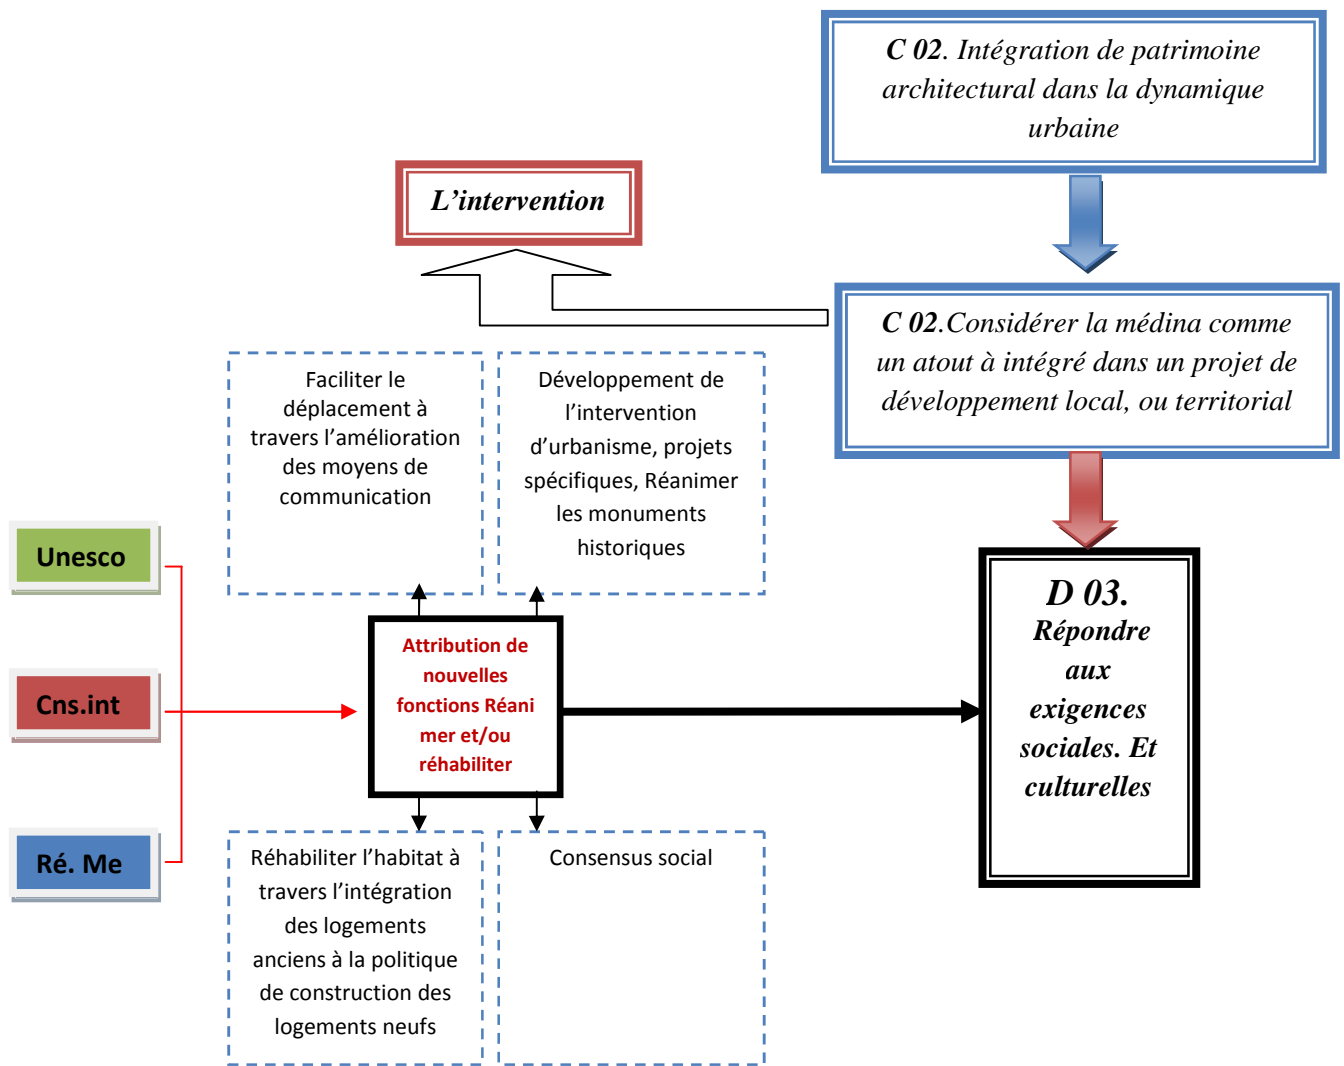 C 02. Intégration de patrimoine
architectural dans la dynamique
urbaine
L’intervention
C 02.Considérer la médina comme
un atout à intégré dans un projet de
développement local, ou territorial
Faciliter le
déplacement à
travers l’amélioration
des moyens de
communication
Développement de
l’intervention
d’urbanisme, projets
spécifiques, Réanimer
les monuments
historiques
Unesco
Cns.int
Ré. Me
Attribution de
nouvelles
fonctions Réani
mer et/ou
réhabiliter
D 03.
Répondre
aux
exigences
sociales. Et
culturelles
Réhabiliter l’habitat à
travers l’intégration
des logements
anciens à la politique
de construction des
logements neufs
Consensus social